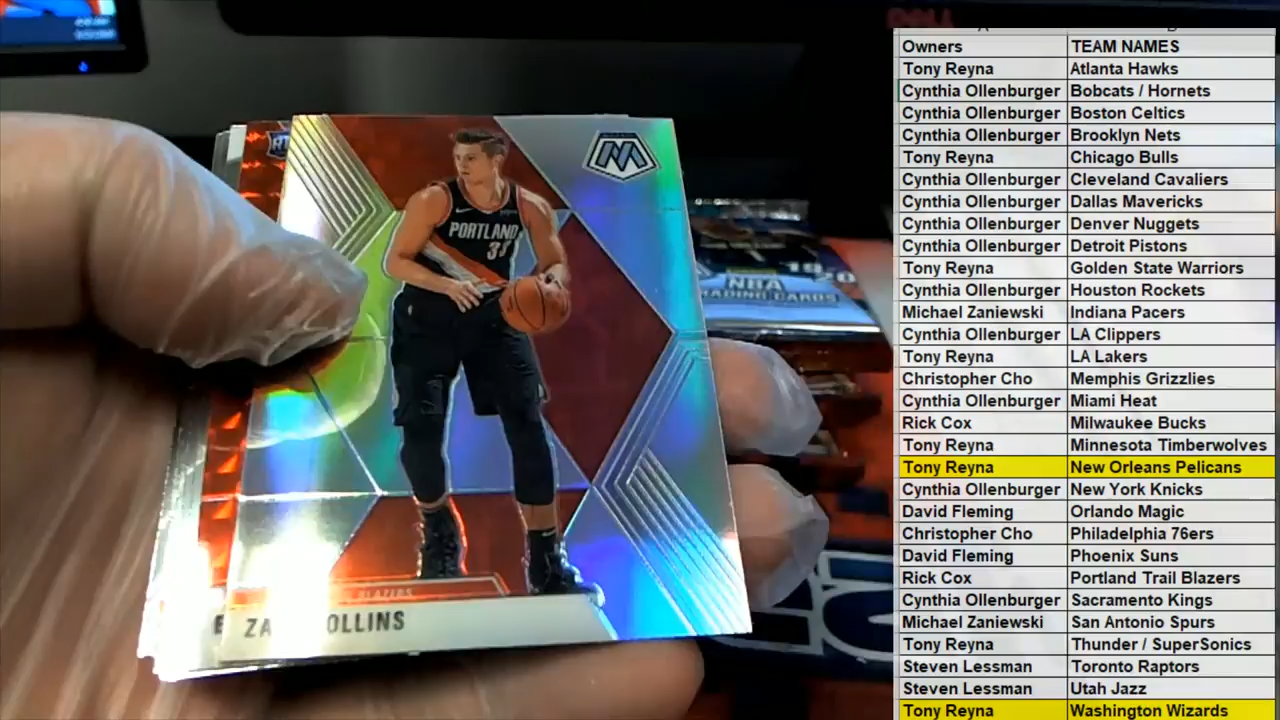 DELL
Owners TEAM NAMES
Tony Reyna Atlanta Hawks
Cynthia Ollenburger Bobcats / Hornets
Cynthia Ollenburger Boston Celtics
Cynthia Ollenburger Brooklyn Nets
Tony Reyna Chicago Bulls
Cynthia Ollenburger Cleveland Cavaliers
Cynthia Ollenburger Dallas Mavericks
Cynthia Ollenburger Denver Nuggets
Cynthia Ollenburger Detroit Pistons
Tony Reyna Golden State Warriors
Cynthia Ollenburger Houston Rockets
Michael Zaniewski Indiana Pacers
Cynthia Ollenburger LA Clippers
Tony Reyna LA Lakers
Christopher Cho Memphis Grizzlies
Cynthia Ollenburger Miami Heat
Rick Cox Milwaukee Bucks
Tony Reyna Minnesota Timberwolves
Tony Reyna New Orleans Pelicans
Cynthia Ollenburger New York Knicks
David Fleming Orlando Magic
Christopher Cho Philadelphia 76ers
David Fleming Phoenix Suns
Rick Cox Portland Trail Blazers
Cynthia Ollenburger Sacramento Kings
Michael Zaniewski San Antonio Spurs
Tony Reyna Thunder / SuperSonics
Steven Lessman Toronto Raptors
Steven Lessman Utah Jazz
Tony Reyna Washington Wizards
M
PORTLAND
NBA
TRADING CARDS
BLAZERS
ZA OLLINS